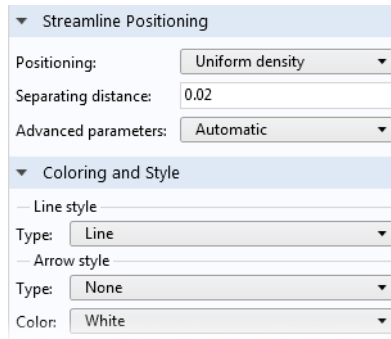 Streamline Positioning
Positioning: Uniform density
Separating distance: 0.02
Advanced parameters: Automatic
Coloring and Style
Line style
Type: Line
Arrow style
Type: None
Color: White